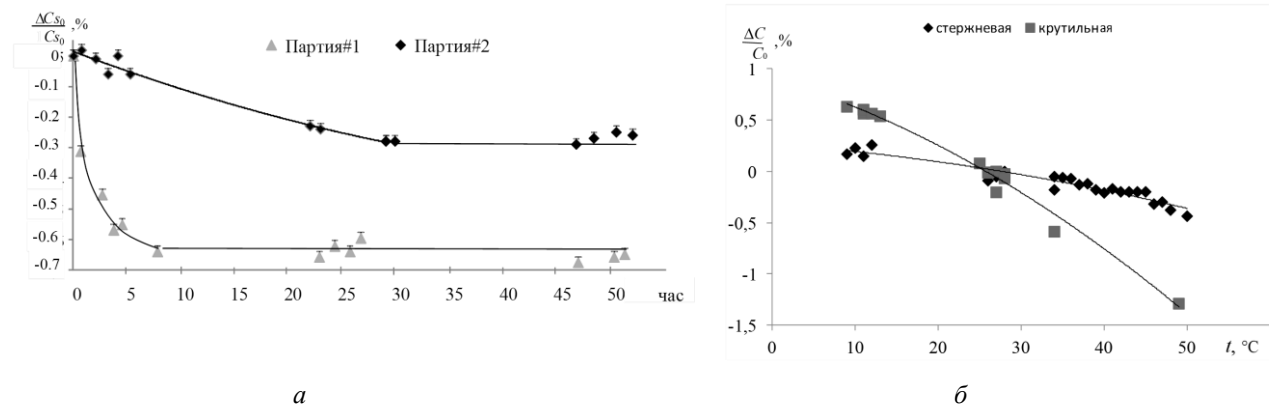 ΔCs₀
Cs₀ ,%
▲ Партия#1 ◆ Партия#2
0,
-0.1
-0.2
-0.3
-0.4
-0.5
-0.6
-0.7
0 5 10 15 20 25 30 35 40 45 50 час
а
◆ стержневая ■ крутильная
ΔC
C₀ ,%
1
0,5
0
-0,5
-1
-1,5
0 10 20 30 40 50 t, °C
б